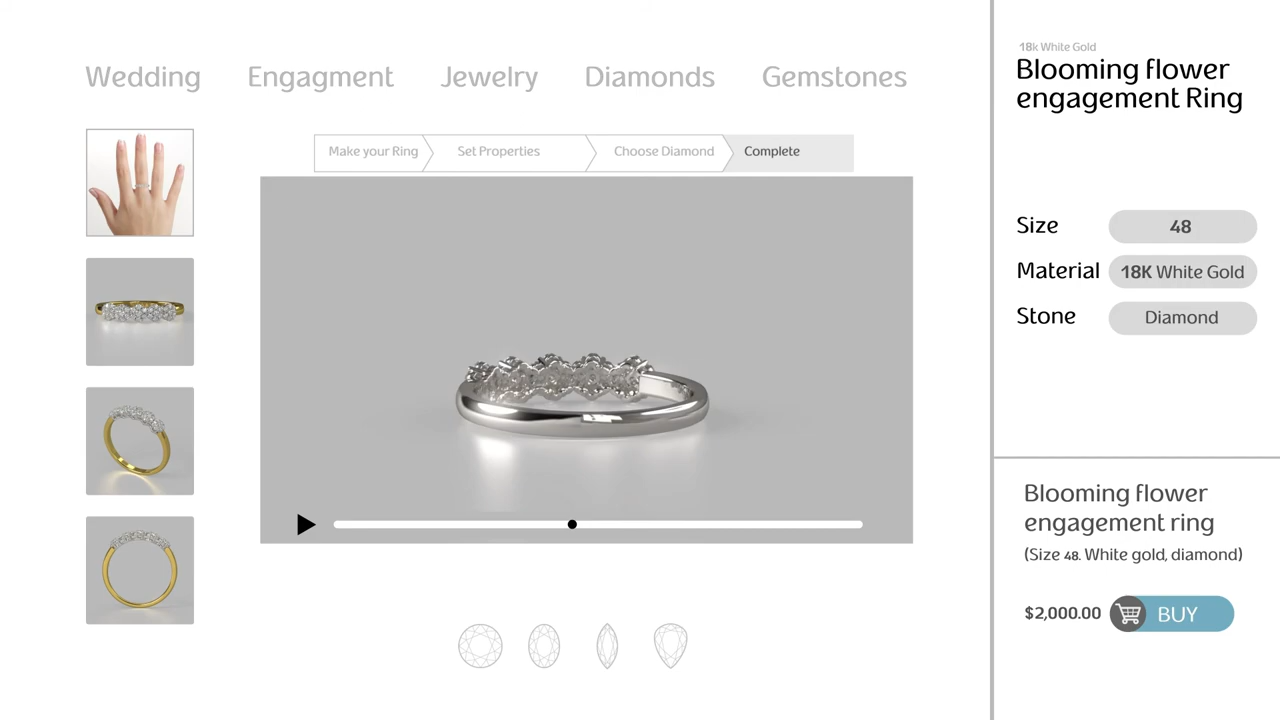 Wedding Engagment Jewelry Diamonds Gemstones
Make your Ring Set Properties Choose Diamond Complete
18k White Gold
Blooming flower
engagement Ring
Size 48
Material 18K White Gold
Stone Diamond
Blooming flower
engagement ring
(Size 48. White gold, diamond)
$2,000.00 BUY